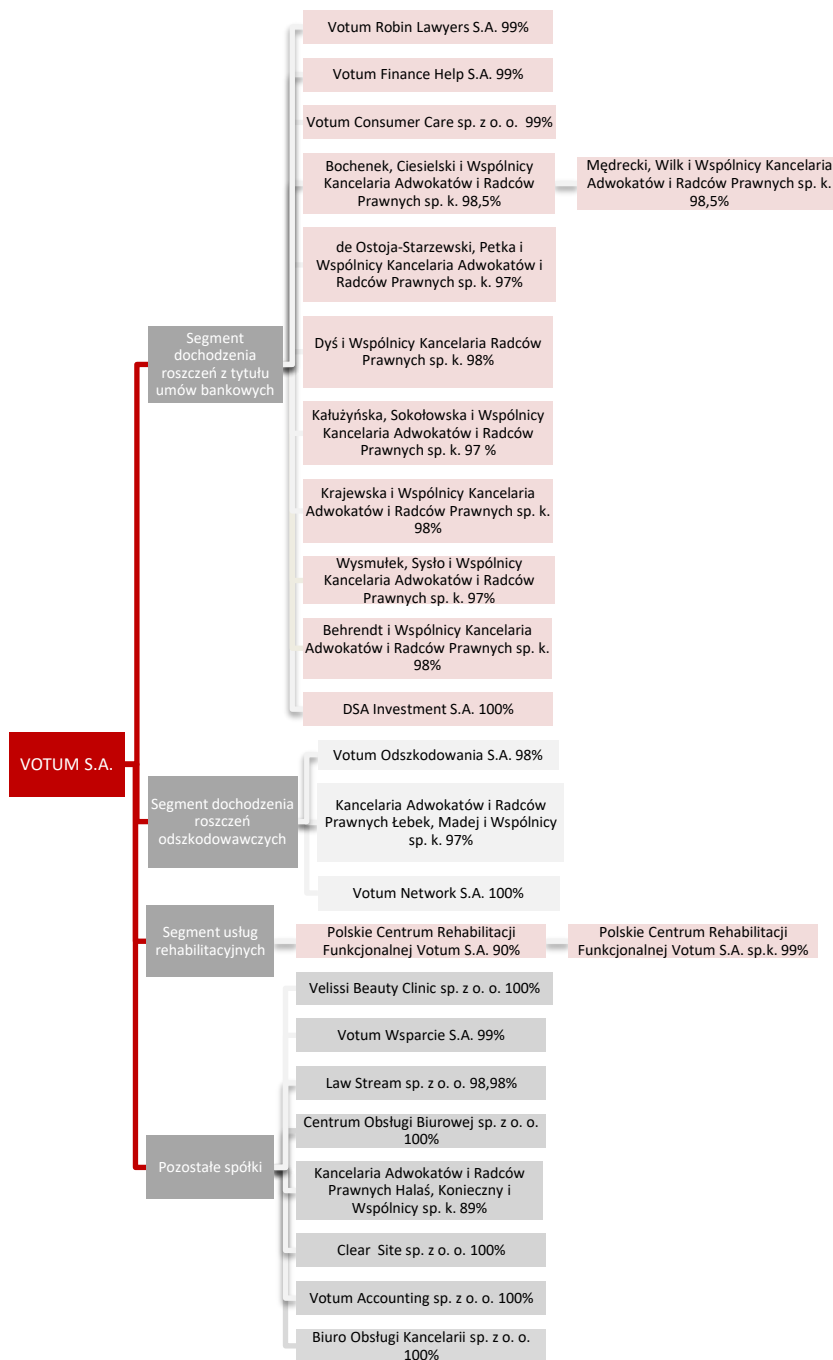 VOTUM S.A.
Segment
dochodzenia
roszczeń z tytułu
umów bankowych
Votum Robin Lawyers S.A. 99%
Votum Finance Help S.A. 99%
Votum Consumer Care sp. z o. o.  99%
Bochenek, Ciesielski i Wspólnicy
Kancelaria Adwokatów i Radców
Prawnych sp. k. 98,5%
Mędrecki, Wilk i Wspólnicy Kancelaria
Adwokatów i Radców Prawnych sp. k.
98,5%
de Ostoja-Starzewski, Petka i
Wspólnicy Kancelaria Adwokatów i
Radców Prawnych sp. k. 97%
Dyś i Wspólnicy Kancelaria Radców
Prawnych sp. k. 98%
Kałużyńska, Sokołowska i Wspólnicy
Kancelaria Adwokatów i Radców
Prawnych sp. k. 97 %
Krajewska i Wspólnicy Kancelaria
Adwokatów i Radców Prawnych sp. k.
98%
Wysmułek, Sysło i Wspólnicy
Kancelaria Adwokatów i Radców
Prawnych sp. k. 97%
Behrendt i Wspólnicy Kancelaria
Adwokatów i Radców Prawnych sp. k.
98%
DSA Investment S.A. 100%
Segment dochodzenia
roszczeń
odszkodowawczych
Votum Odszkodowania S.A. 98%
Kancelaria Adwokatów i Radców
Prawnych Łebek, Madej i Wspólnicy
sp. k. 97%
Votum Network S.A. 100%
Segment usług
rehabilitacyjnych
Polskie Centrum Rehabilitacji
Funkcjonalnej Votum S.A. 90%
Polskie Centrum Rehabilitacji
Funkcjonalnej Votum S.A. sp.k. 99%
Pozostałe spółki
Velissi Beauty Clinic sp. z o. o. 100%
Votum Wsparcie S.A. 99%
Law Stream sp. z o. o. 98,98%
Centrum Obsługi Biurowej sp. z o. o.
100%
Kancelaria Adwokatów i Radców
Prawnych Halaś, Konieczny i
Wspólnicy sp. k. 89%
Clear  Site sp. z o. o. 100%
Votum Accounting sp. z o. o. 100%
Biuro Obsługi Kancelarii sp. z o. o.
100%